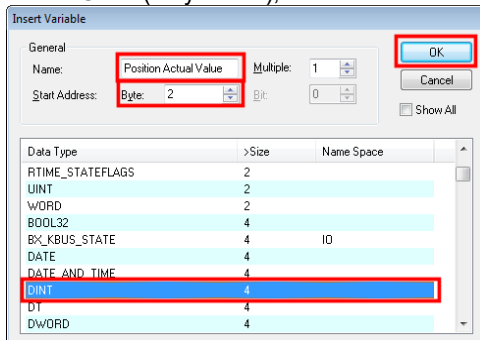 Insert Variable
General
Name: Position Actual Value Multiple: 1 OK
Cancel
Start Address: Byte: 2 Bit: 0
Show All
Data Type >Size Name Space
RTIME_STATEFLAGS 2
UINT 2
WORD 2
BOOL32 4
BX_KBUS_STATE 4 IO
DATE 4
DATE_AND_TIME 4
DINT 4
DT 4
DWORD 4